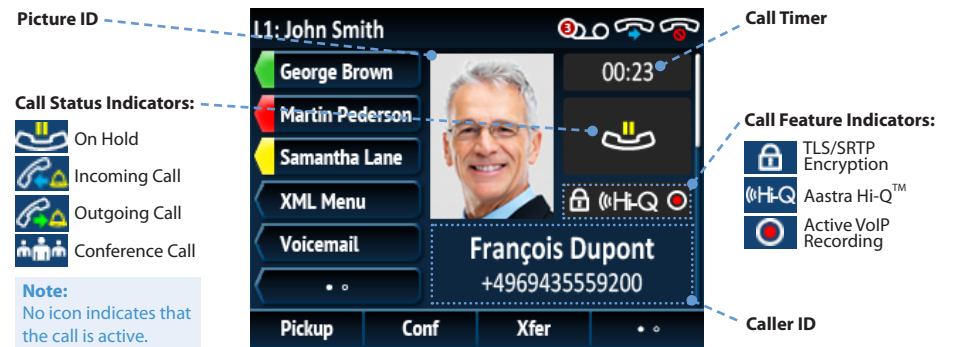 Picture ID
Call Status Indicators:
On Hold
Incoming Call
Outgoing Call
Conference Call
Note:
No icon indicates that
the call is active.
L1: John Smith
3
George Brown
Martin Pederson
Samantha Lane
XML Menu
Voicemail
00:23
Hi-Q
François Dupont
+4969435559200
Pickup Conf Xfer
Call Timer
Call Feature Indicators:
TLS/SRTP
Encryption
Hi-Q Aastra Hi-Q™
Active VoIP
Recording
Caller ID